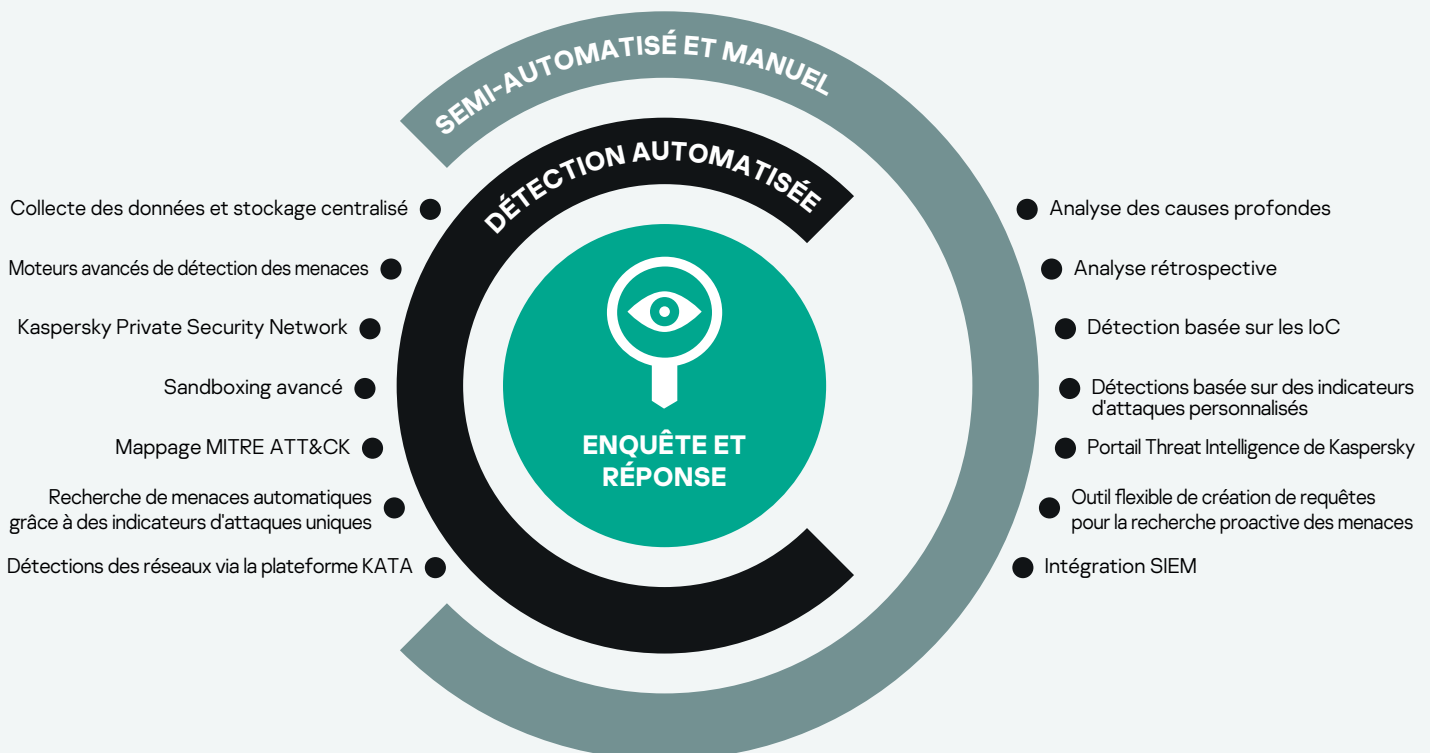 SEMI-AUTOMATISÉ ET MANUEL
DÉTECTION AUTOMATISÉE
ENQUÊTE ET
RÉPONSE
Collecte des données et stockage centralisé
Moteurs avancés de détection des menaces
Kaspersky Private Security Network
Sandboxing avancé
Mappage MITRE ATT&CK
Recherche de menaces automatiques
grâce à des indicateurs d'attaques uniques
Détections des réseaux via la plateforme KATA
Analyse des causes profondes
Analyse rétrospective
Détection basée sur les IoC
Détections basée sur des indicateurs
d'attaques personnalisés
Portail Threat Intelligence de Kaspersky
Outil flexible de création de requêtes
pour la recherche proactive des menaces
Intégration SIEM